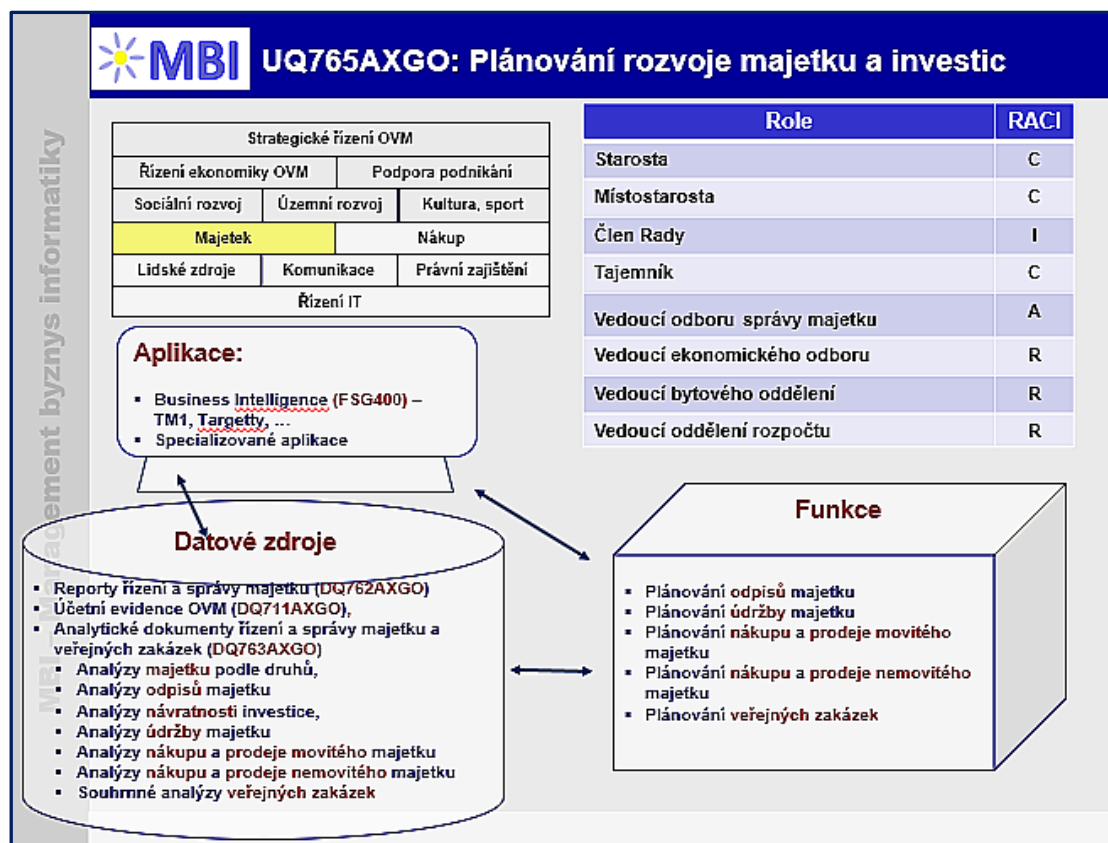 MBI
UQ765AXGO: Plánování rozvoje majetku a investic
MBI – Management byznys informatiky
Strategické řízení OVM
Řízení ekonomiky OVM
Podpora podnikání
Sociální rozvoj
Územní rozvoj
Kultura, sport
Majetek
Nákup
Lidské zdroje
Komunikace
Právní zajištění
Řízení IT
Role RACI
Starosta C
Místostarosta C
Člen Rady I
Tajemník C
Vedoucí odboru správy majetku A
Vedoucí ekonomického odboru R
Vedoucí bytového oddělení R
Vedoucí oddělení rozpočtu R
Aplikace:
▪ Business Intelligence (FSG400) –
TM1, Targetty, ...
▪ Specializované aplikace
Datové zdroje
▪ Reporty řízení a správy majetku (DQ762AXGO)
▪ Účetní evidence OVM (DQ711AXGO),
▪ Analytické dokumenty řízení a správy majetku a
veřejných zakázek (DQ763AXGO)
▪ Analýzy majetku podle druhů,
▪ Analýzy odpisů majetku
▪ Analýzy návratnosti investice,
▪ Analýzy údržby majetku
▪ Analýzy nákupu a prodeje movitého majetku
▪ Analýzy nákupu a prodeje nemovitého majetku
▪ Souhrnné analýzy veřejných zakázek
Funkce
▪ Plánování odpisů majetku
▪ Plánování údržby majetku
▪ Plánování nákupu a prodeje movitého
majetku
▪ Plánování nákupu a prodeje nemovitého
majetku
▪ Plánování veřejných zakázek